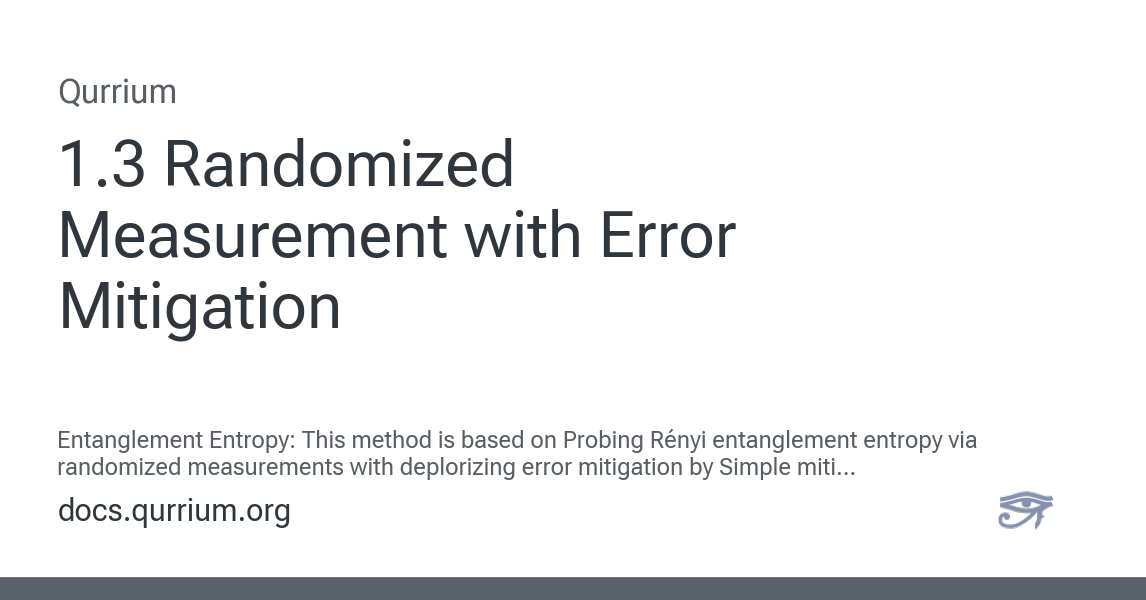 Qurrium
1.3 Randomized
Measurement with Error
Mitigation
Entanglement Entropy: This method is based on Probing Rényi entanglement entropy via
randomized measurements with deplorizing error mitigation by Simple miti...
docs.qurrium.org